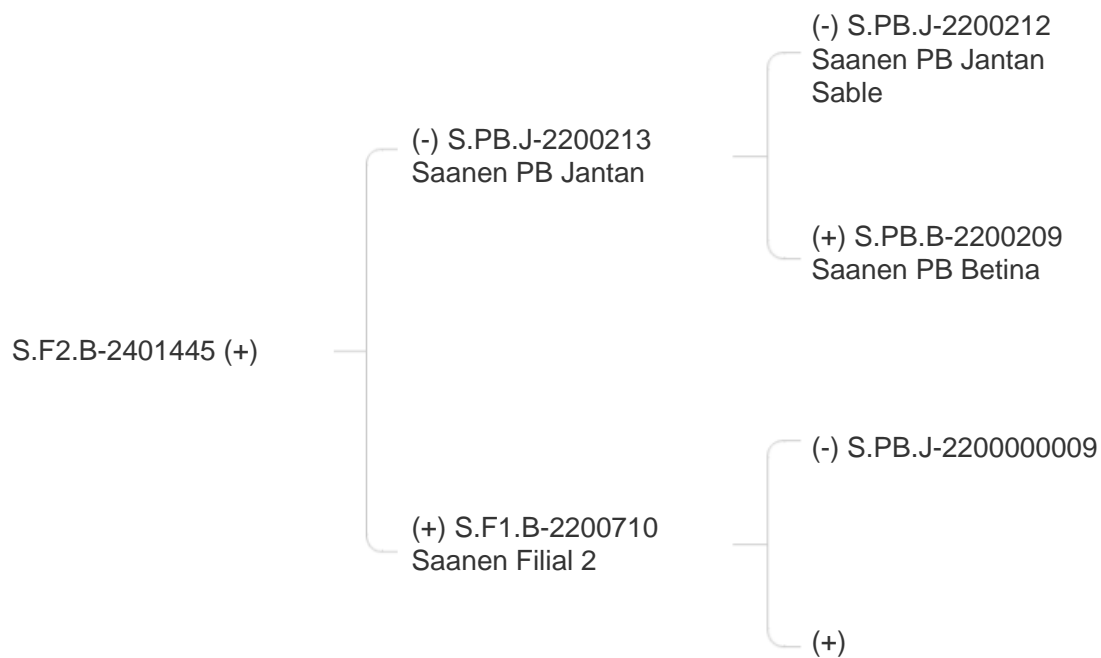 (-) S.PB.J-2200212
Saanen PB Jantan
Sable
(-) S.PB.J-2200213
Saanen PB Jantan
(+) S.PB.B-2200209
Saanen PB Betina
S.F2.B-2401445 (+)
(-) S.PB.J-2200000009
(+) S.F1.B-2200710
Saanen Filial 2
(+)